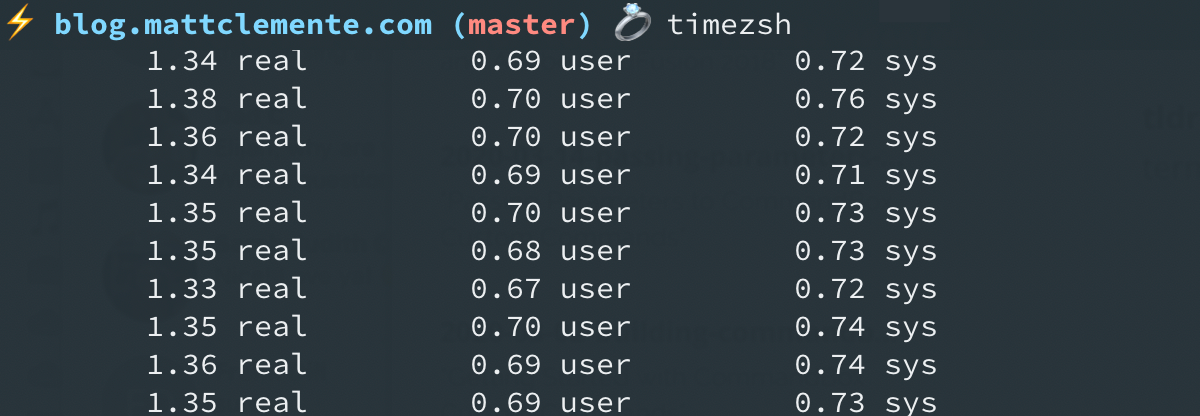 ⚡ blog.mattclemente.com (master) 💍 timezsh
1.34 real 0.69 user 0.72 sys
1.38 real 0.70 user 0.76 sys
1.36 real 0.70 user 0.72 sys
1.34 real 0.69 user 0.71 sys
1.35 real 0.70 user 0.73 sys
1.35 real 0.68 user 0.73 sys
1.33 real 0.67 user 0.72 sys
1.35 real 0.70 user 0.74 sys
1.36 real 0.69 user 0.74 sys
1.35 real 0.69 user 0.73 sys